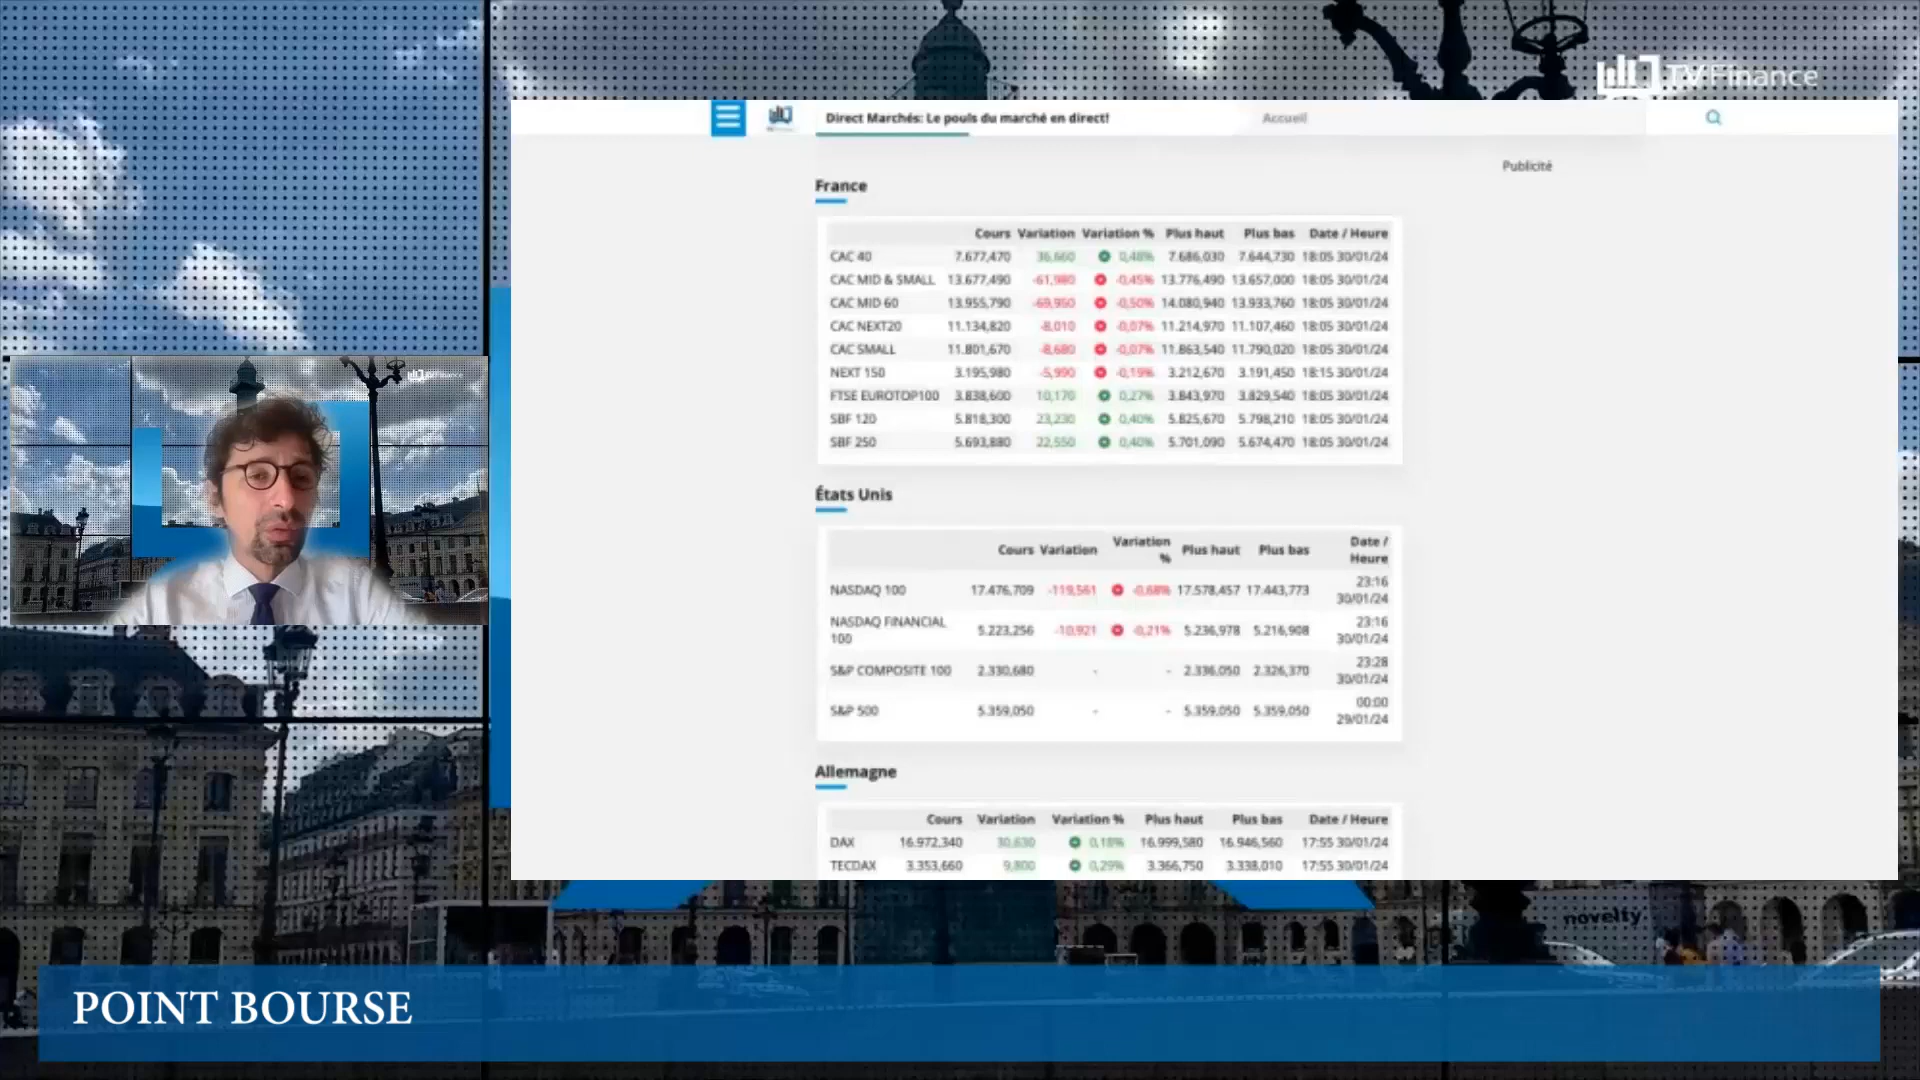 TVFinance
Direct Marchés: Le pouls du marché en direct! Accueil
Publicité
France
Cours Variation Variation % Plus haut Plus bas Date / Heure
CAC 40 7.677,470 36,660 0,48% 7.686,030 7.644,730 18:05 30/01/24
CAC MID & SMALL 13.677,490 -61,980 -0,45% 13.776,490 13.657,000 18:05 30/01/24
CAC MID 60 13.955,790 -69,950 -0,50% 14.080,940 13.933,760 18:05 30/01/24
CAC NEXT20 11.134,820 -8,010 -0,07% 11.214,970 11.107,460 18:05 30/01/24
CAC SMALL 11.801,670 -8,680 -0,07% 11.863,540 11.790,020 18:05 30/01/24
NEXT 150 3.195,980 -5,990 -0,19% 3.212,670 3.191,450 18:15 30/01/24
FTSE EUROTOP100 3.838,600 10,170 0,27% 3.843,970 3.829,540 18:05 30/01/24
SBF 120 5.818,300 23,230 0,40% 5.825,670 5.798,210 18:05 30/01/24
SBF 250 5.693,880 22,550 0,40% 5.701,090 5.674,470 18:05 30/01/24
États Unis
Cours Variation Variation % Plus haut Plus bas Date / Heure
NASDAQ 100 17.476,709 -119,561 -0,68% 17.578,457 17.443,773 23:16 30/01/24
NASDAQ FINANCIAL 100 5.223,256 -10,921 -0,21% 5.236,978 5.216,908 23:16 30/01/24
S&P COMPOSITE 100 2.330,680 - - 2.336,050 2.326,370 23:28 30/01/24
S&P 500 5.359,050 - - 5.359,050 5.359,050 00:00 29/01/24
Allemagne
Cours Variation Variation % Plus haut Plus bas Date / Heure
DAX 16.972,340 30,630 0,18% 16.999,580 16.946,560 17:55 30/01/24
TECDAX 3.353,660 9,800 0,29% 3.366,750 3.338,010 17:55 30/01/24
novelty
POINT BOURSE